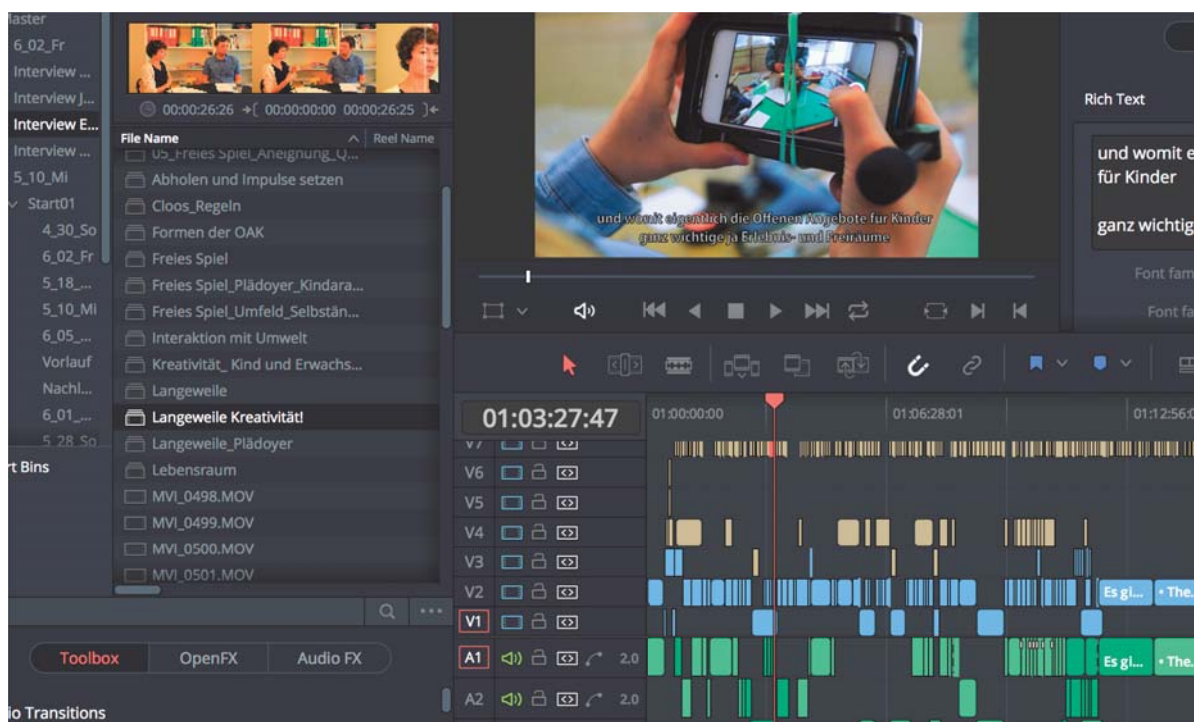 Master
6_02_Fr
Interview ...
Interview J...
Interview E...
Interview ...
5_10_Mi
Start01
4_30_So
6_02_Fr
5_18_...
5_10_Mi
6_05_...
Vorlauf
Nachl...
6_01_...
5_28_So
rt Bins
00:00:26:26 00:00:00:00 00:00:26:25
File Name Reel Name
05_Freies Spiel_Aneignung_Q...
Abholen und Impulse setzen
Cloos_Regeln
Formen der OAK
Freies Spiel
Freies Spiel_Plädoyer_Kindara...
Freies Spiel_Umfeld_Selbstän...
Interaktion mit Umwelt
Kreativität_ Kind und Erwachs...
Langeweile
Langeweile Kreativität!
Langeweile_Plädoyer
Lebensraum
MVI_0498.MOV
MVI_0499.MOV
MVI_0500.MOV
MVI_0501.MOV
Toolbox OpenFX Audio FX
io Transitions
und womit eigentlich die Offenen Angebote für Kinder
ganz wichtige ja Erlebnis- und Freiräume
Rich Text
und womit e
für Kinder
ganz wichtig
Font fam
Font fa
01:03:27:47 01:00:00:00 01:06:28:01 01:12:56:0
V7
V6
V5
V4
V3
V2 Es gi... • The.
V1
A1 2.0 Es gi... • The.
A2 2.0